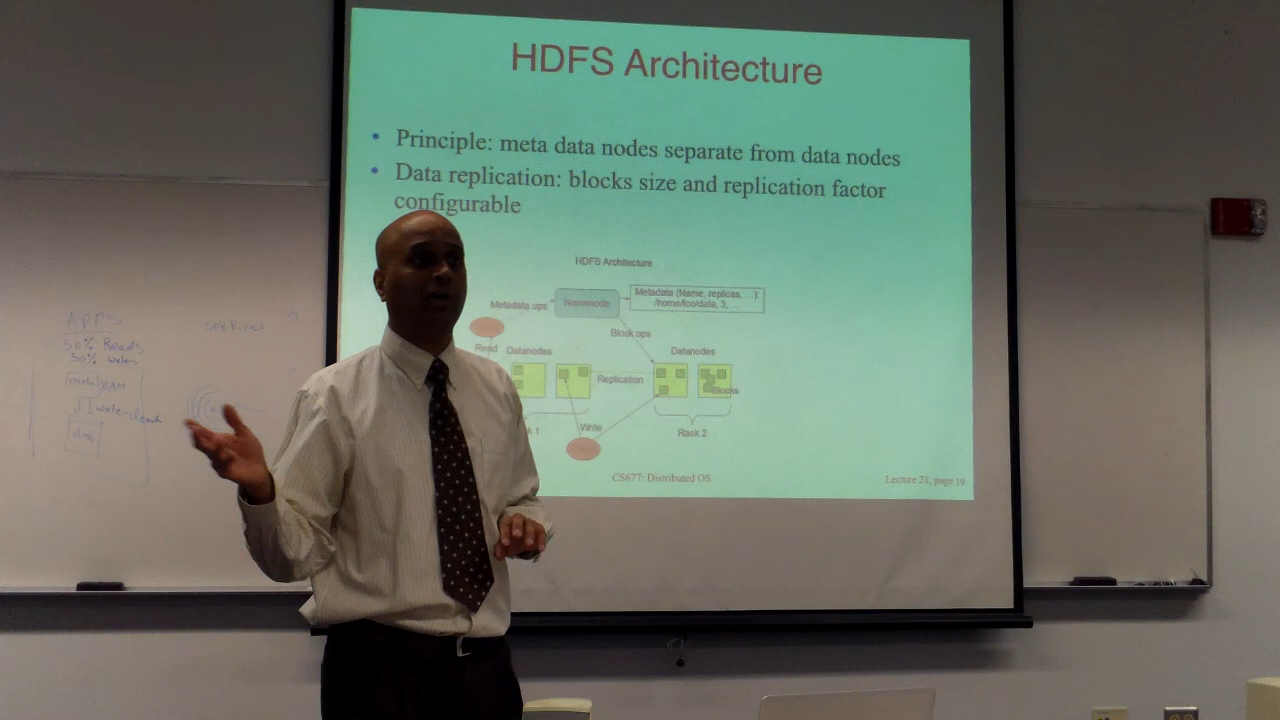 HDFS Architecture
• Principle: meta data nodes separate from data nodes
• Data replication: blocks size and replication factor
configurable
HDFS Architecture
Metadata (Name, replicas, ...):
/home/foo/data, 3, ...
Namenode
Metadata ops
Block ops
Read
Datanodes
Datanodes
Replication
Blocks
Write
k 1
Rack 2
CS677: Distributed OS
Lecture 21, page 19
APPS
50% Reads
50% Writes